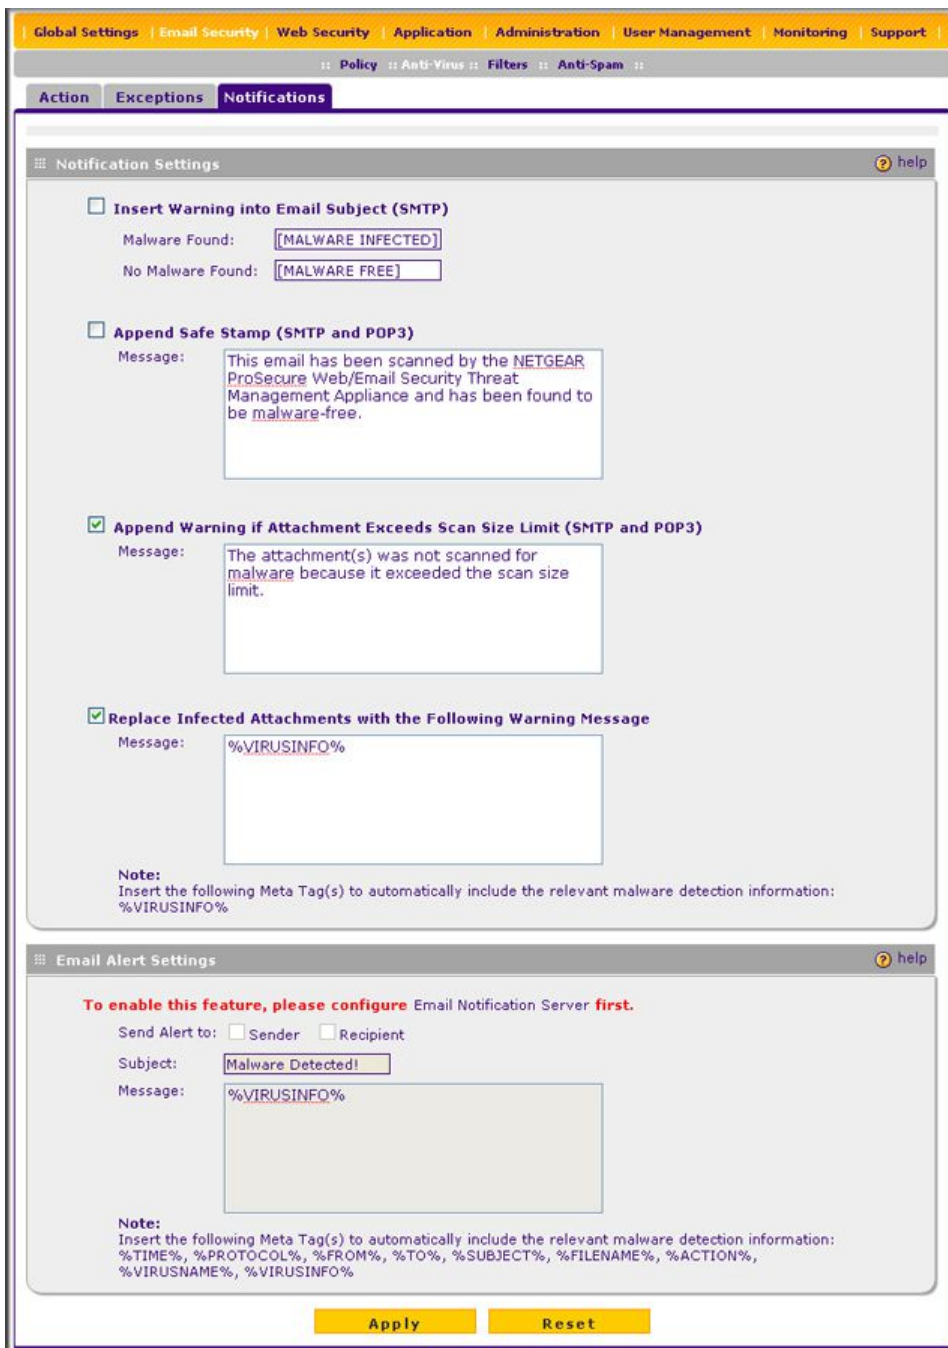 Global Settings | Email Security | Web Security | Application | Administration | User Management | Monitoring | Support
:: Policy :: Anti-Virus :: Filters :: Anti-Spam ::
Action Exceptions Notifications
Notification Settings ? help
Insert Warning into Email Subject (SMTP)
Malware Found: [MALWARE INFECTED]
No Malware Found: [MALWARE FREE]
Append Safe Stamp (SMTP and POP3)
Message: This email has been scanned by the NETGEAR
ProSecure Web/Email Security Threat
Management Appliance and has been found to
be malware-free.
Append Warning if Attachment Exceeds Scan Size Limit (SMTP and POP3)
Message: The attachment(s) was not scanned for
malware because it exceeded the scan size
limit.
Replace Infected Attachments with the Following Warning Message
Message: %VIRUSINFO%
Note:
Insert the following Meta Tag(s) to automatically include the relevant malware detection information:
%VIRUSINFO%
Email Alert Settings ? help
To enable this feature, please configure Email Notification Server first.
Send Alert to: Sender Recipient
Subject: Malware Detected!
Message: %VIRUSINFO%
Note:
Insert the following Meta Tag(s) to automatically include the relevant malware detection information:
%TIME%, %PROTOCOL%, %FROM%, %TO%, %SUBJECT%, %FILENAME%, %ACTION%,
%VIRUSNAME%, %VIRUSINFO%
Apply Reset